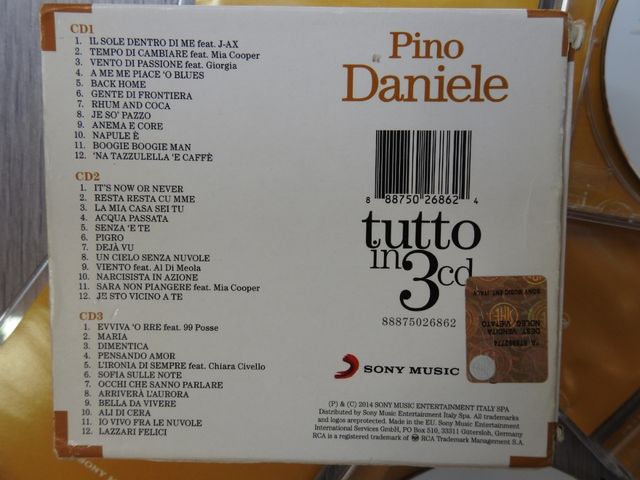 CD1
1. IL SOLE DENTRO DI ME feat. J-AX
2. TEMPO DI CAMBIARE feat. Mia Cooper
3. VENTO DI PASSIONE feat. Giorgia
4. A ME ME PIACE 'O BLUES
5. BACK HOME
6. GENTE DI FRONTIERA
7. RHUM AND COCA
8. JE SO' PAZZO
9. ANEMA E CORE
10. NAPULE È
11. BOOGIE BOOGIE MAN
12. 'NA TAZZULELLA 'E CAFFÈ
CD2
1. IT'S NOW OR NEVER
2. RESTA RESTA CU MME
3. LA MIA CASA SEI TU
4. ACQUA PASSATA
5. SENZA 'E TE
6. PIGRO
7. DEJÀ VU
8. UN CIELO SENZA NUVOLE
9. VIENTO feat. Al Di Meola
10. NARCISISTA IN AZIONE
11. SARA NON PIANGERE feat. Mia Cooper
12. JE STO VICINO A TE
CD3
1. EVVIVA 'O RRE feat. 99 Posse
2. MARIA
3. DIMENTICA
4. PENSANDO AMOR
5. L'IRONIA DI SEMPRE feat. Chiara Civello
6. SOFIA SULLE NOTE
7. OCCHI CHE SANNO PARLARE
8. ARRIVERÀ L'AURORA
9. BELLA DA VIVERE
10. ALI DI CERA
11. IO VIVO FRA LE NUVOLE
12. LAZZARI FELICI
Pino
Daniele
8 88750 26862 4
tutto
in
3cd
88875026862
SONY MUSIC
SONY MUSIC ENT. ITALY
DEST. VENDITA
NOLEG. VIETATO
(P) & (C) 2014 SONY MUSIC ENTERTAINMENT ITALY SPA
Distributed by Sony Music Entertainment Italy Spa
and logos areprotected. Made in the EU. Sony Music Entertainment
International Services GmbH, PO Box 510, 33311 Gütersloh, Germany
RCA is a registered trademark of RCA Trademark Management S.A.